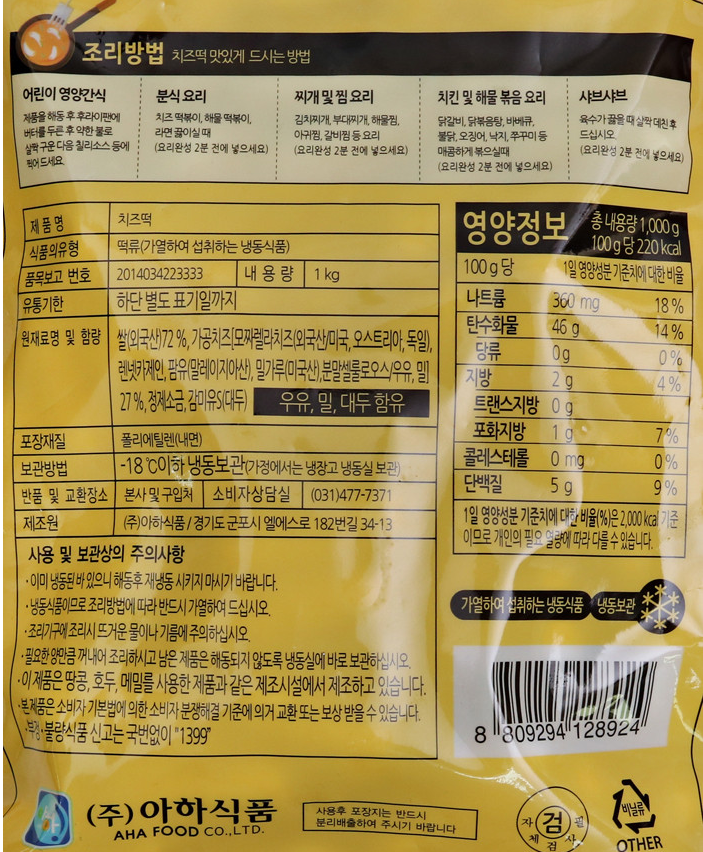 조리방법 치즈떡 맛있게 드시는 방법
어린이 영양간식
제품을 해동 후 후라이팬에
버터를 두른 후 약한 불로
살짝 구운 다음 칠리소스 등에
찍어 드세요.
분식 요리
치즈 떡볶이, 해물 떡볶이,
라면 끓이실 때
(요리완성 2분 전에 넣으세요)
찌개 및 찜 요리
김치찌개, 부대찌개, 해물찜,
아귀찜, 갈비찜 등 요리
(요리완성 2분 전에 넣으세요)
치킨 및 해물 볶음 요리
닭갈비, 닭볶음탕, 바베큐,
불닭, 오징어, 낙지, 쭈꾸미 등
매콤하게 볶으실때
(요리완성 2분 전에 넣으세요)
샤브샤브
육수가 끓을 때 살짝 데친 후
드십시오.
(요리완성 2분 전에 넣으세요)
제 품 명 치즈떡
식품의유형 떡류(가열하여 섭취하는 냉동식품)
품목보고 번호 2014034223333 내 용 량 1 kg
유통기한 하단 별도 표기일까지
원재료명 및 함량 쌀(외국산)72 %, 가공치즈[모짜렐라치즈(외국산/미국, 오스트리아, 독일),
렌넷카제인, 팜유(말레이지아산), 밀가루(미국산),분말셀룰로오스/우유, 밀]
27 %, 정제소금, 감미유S(대두) 우유, 밀, 대두 함유
포장재질 폴리에틸렌(내면)
보관방법 -18 ℃이하 냉동보관(가정에서는 냉장고 냉동실 보관)
반품 및 교환장소 본사 및 구입처 소비자상담실 (031)477-7371
제조원 (주)아하식품 / 경기도 군포시 엘에스로 182번길 34-13
사용 및 보관상의 주의사항
·이미 냉동된 바 있으니 해동후 재냉동 시키지 마시기 바랍니다.
·냉동식품이므로 조리방법에 따라 반드시 가열하여 드십시오.
·조리기구에 조리시 뜨거운 물이나 기름에 주의하십시오.
·필요한 양만큼 꺼내어 조리하시고 남은 제품은 해동되지 않도록 냉동실에 바로 보관하십시오.
·이 제품은 땅콩, 호두, 메밀를 사용한 제품과 같은 제조시설에서 제조하고 있습니다.
·본제품은 소비자 기본법에 의한 소비자 분쟁해결 기준에 의거 교환 또는 보상 받을 수 있습니다.
·부정·불량식품 신고는 국번없이 "1399"
영양정보 총 내용량 1,000 g
100 g 당 220 kcal
100 g 당 1일 영양성분 기준치에 대한 비율
나트륨 360 mg 18 %
탄수화물 46 g 14 %
당류 0 g 0 %
지방 2 g 4 %
트랜스지방 0 g
포화지방 1 g 7 %
콜레스테롤 0 mg 0 %
단백질 5 g 9 %
1일 영양성분 기준치에 대한 비율(%)은 2,000 kcal 기준
이므로 개인의 필요 열량에 따라 다를 수 있습니다.
가열하여 섭취하는 냉동식품 냉동보관
8 809294 128924
(주)아하식품
AHA FOOD CO.,LTD.
사용후 포장지는 반드시
분리배출하여 주시기 바랍니다
자 검 필
체 검 사
비닐류
OTHER